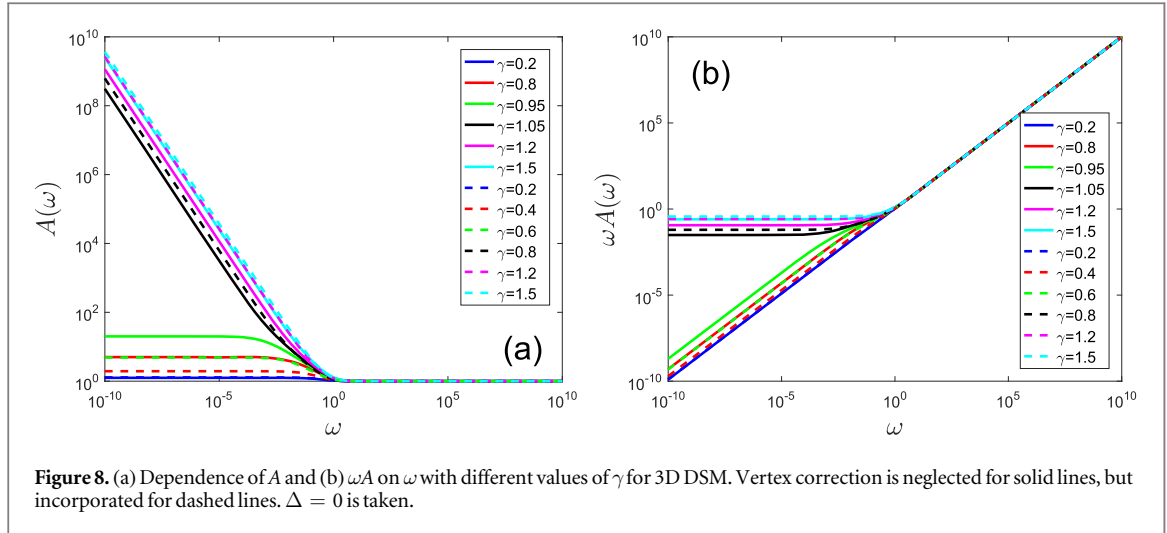 10^10
10^8
10^6
10^4
10^2
10^0
A(ω)
10^-10
10^-5
10^0
10^5
10^10
ω
γ=0.2
γ=0.8
γ=0.95
γ=1.05
γ=1.2
γ=1.5
γ=0.2
γ=0.4
γ=0.6
γ=0.8
γ=1.2
γ=1.5
(a)
(b)
10^10
10^5
10^0
10^-5
10^-10
ωA(ω)
10^-10
10^-5
10^0
10^5
10^10
ω
γ=0.2
γ=0.8
γ=0.95
γ=1.05
γ=1.2
γ=1.5
γ=0.2
γ=0.4
γ=0.6
γ=0.8
γ=1.2
γ=1.5
Figure 8. (a) Dependence of A and (b) ωA on ω with different values of γ for 3D DSM. Vertex correction is neglected for solid lines, but
incorporated for dashed lines. Δ = 0 is taken.